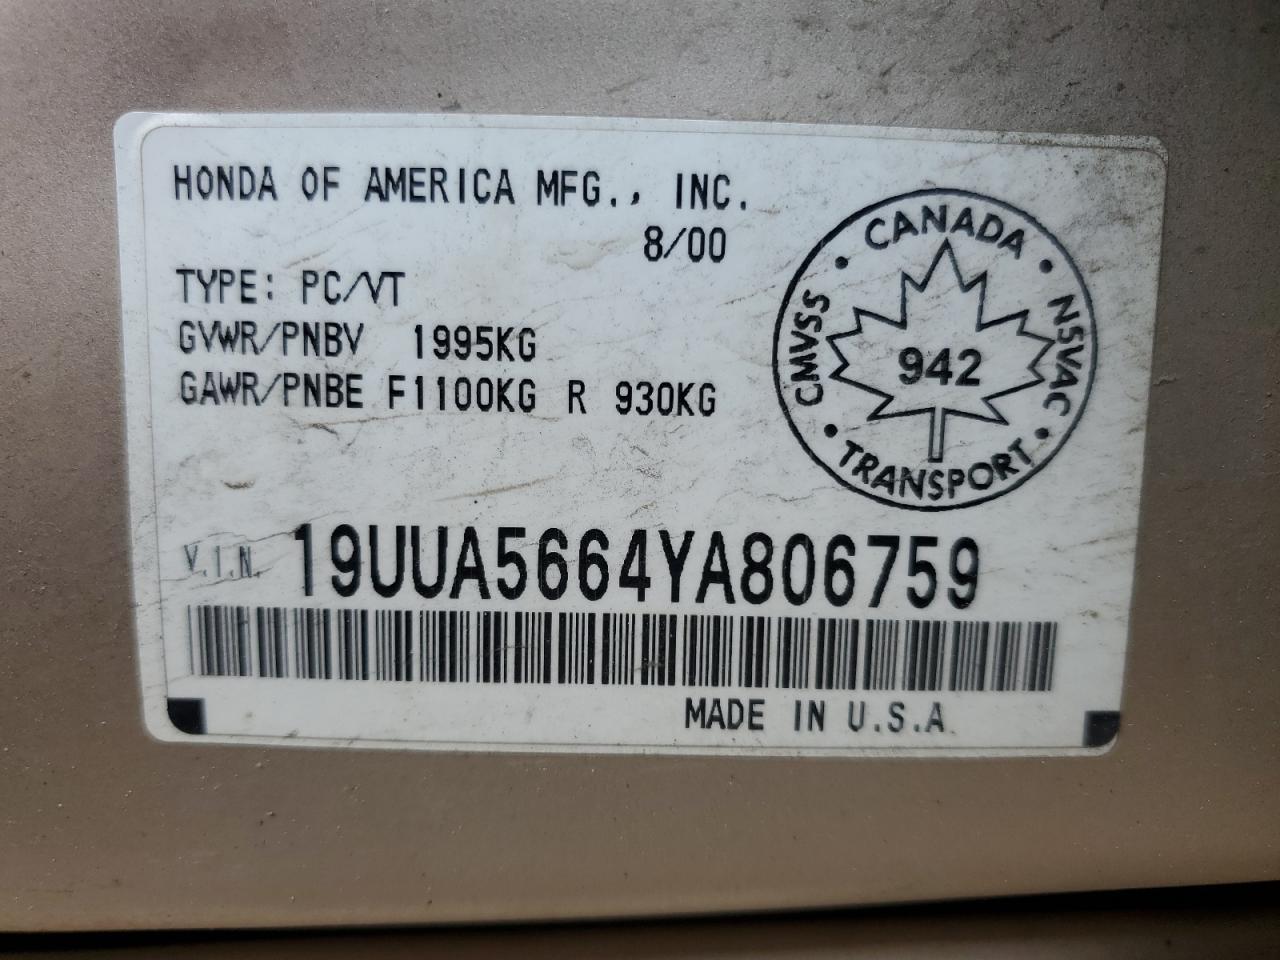 HONDA OF AMERICA MFG., INC.
8/00
TYPE: PC/VT
GVWR/PNBV 1995KG
GAWR/PNBE F1100KG R 930KG
CANADA
CMVSS
NSVAC
942
TRANSPORT
V.I.N. 19UUA5664YA806759
MADE IN U.S.A.